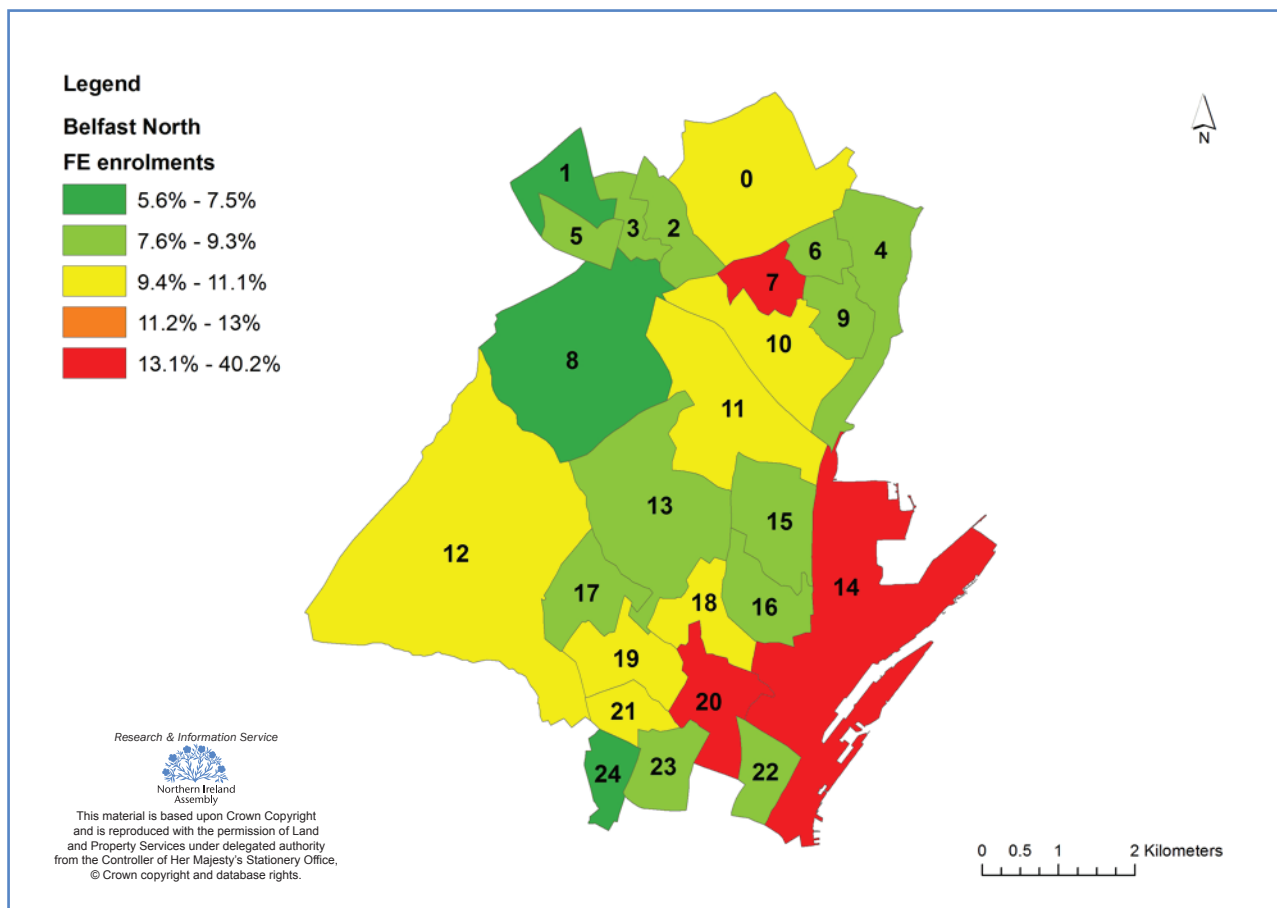 Legend
Belfast North
FE enrolments
5.6% - 7.5%
7.6% - 9.3%
9.4% - 11.1%
11.2% - 13%
13.1% - 40.2%
N
0
1
2
3
4
5
6
7
8
9
10
11
12
13
14
15
16
17
18
19
20
21
22
23
24
Research & Information Service
Northern Ireland
Assembly
This material is based upon Crown Copyright
and is reproduced with the permission of Land
and Property Services under delegated authority
from the Controller of Her Majesty's Stationery Office,
© Crown copyright and database rights.
0 0.5 1 2 Kilometers